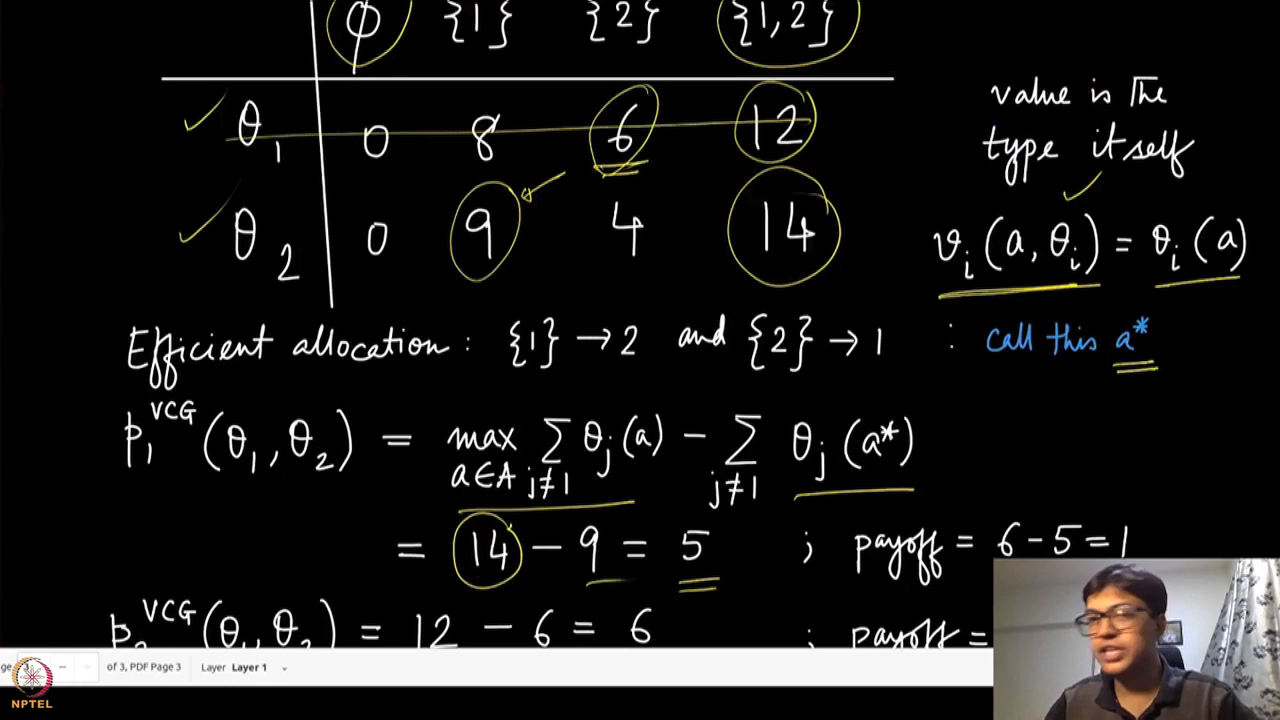 ϕ {1} {2} {1,2}
θ₁ 0 8 6 12
θ₂ 0 9 4 14
value is the
type itself
vᵢ (a, θᵢ) = θᵢ (a)
Efficient allocation : {1} → 2 and {2} → 1 : call this a*
p₁^VCG (θ₁, θ₂) = max_{a∈A} Σ_{j≠1} θⱼ(a) − Σ_{j≠1} θⱼ (a*)
= 14 − 9 = 5 ; payoff = 6 − 5 = 1
p₂^VCG (θ₁, θ₂) = 12 − 6 = 6 ; payoff =
of 3, PDF Page 3 Layer Layer 1
NPTEL